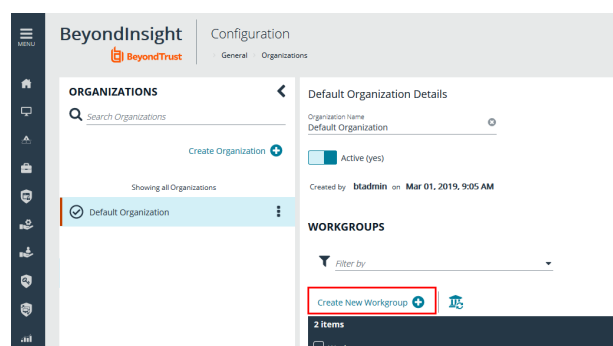 MENU
BeyondInsight
BeyondTrust
Configuration
General Organizations
ORGANIZATIONS
Search Organizations
Create Organization
Showing all Organizations
Default Organization
Default Organization Details
Organization Name
Default Organization
Active (yes)
Created by btadmin on Mar 01, 2019, 9:05 AM
WORKGROUPS
Filter by
Create New Workgroup
2 items